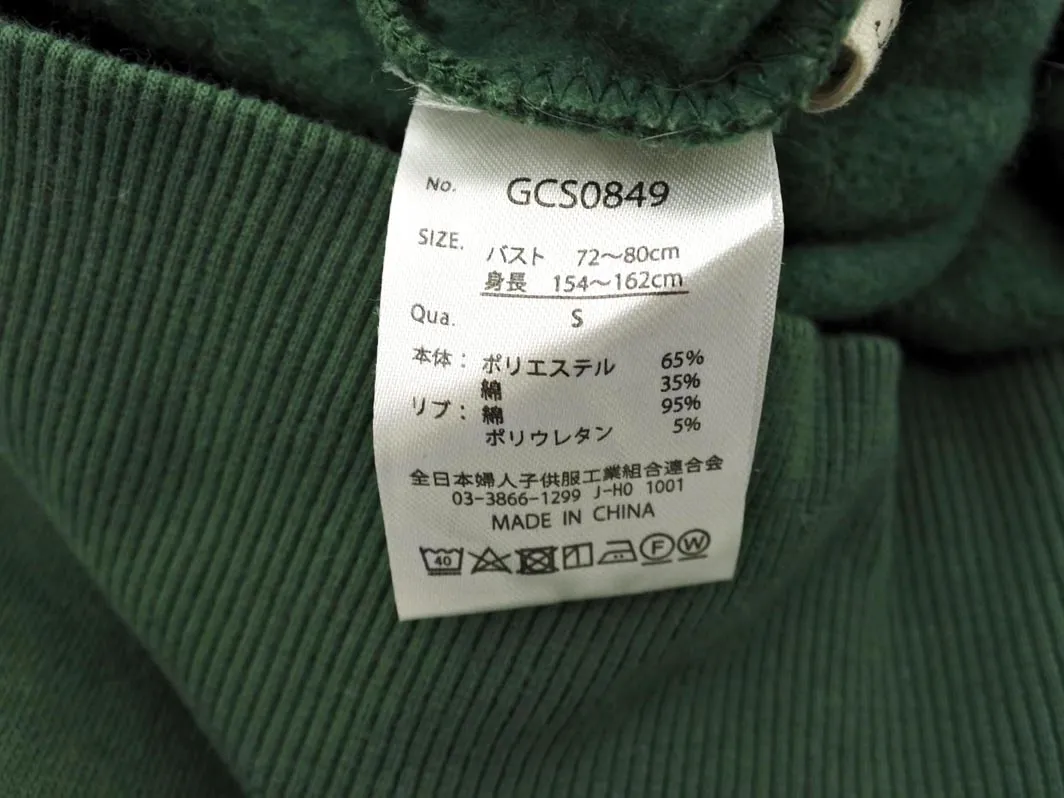 No. GCS0849
SIZE. バスト 72～80cm
身長 154～162cm
Qua. S
本体： ポリエステル 65%
綿 35%
リブ： 綿 95%
ポリウレタン 5%
全日本婦人子供服工業組合連合会
03-3866-1299 J-H0 1001
MADE IN CHINA
40 F W